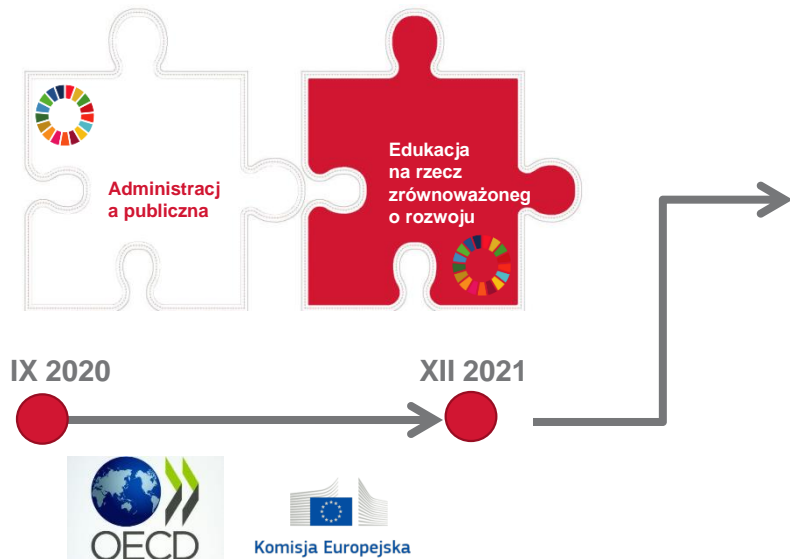 Administracj
a publiczna
Edukacja
na rzecz
zrównoważoneg
o rozwoju
IX 2020
XII 2021
OECD
Komisja Europejska